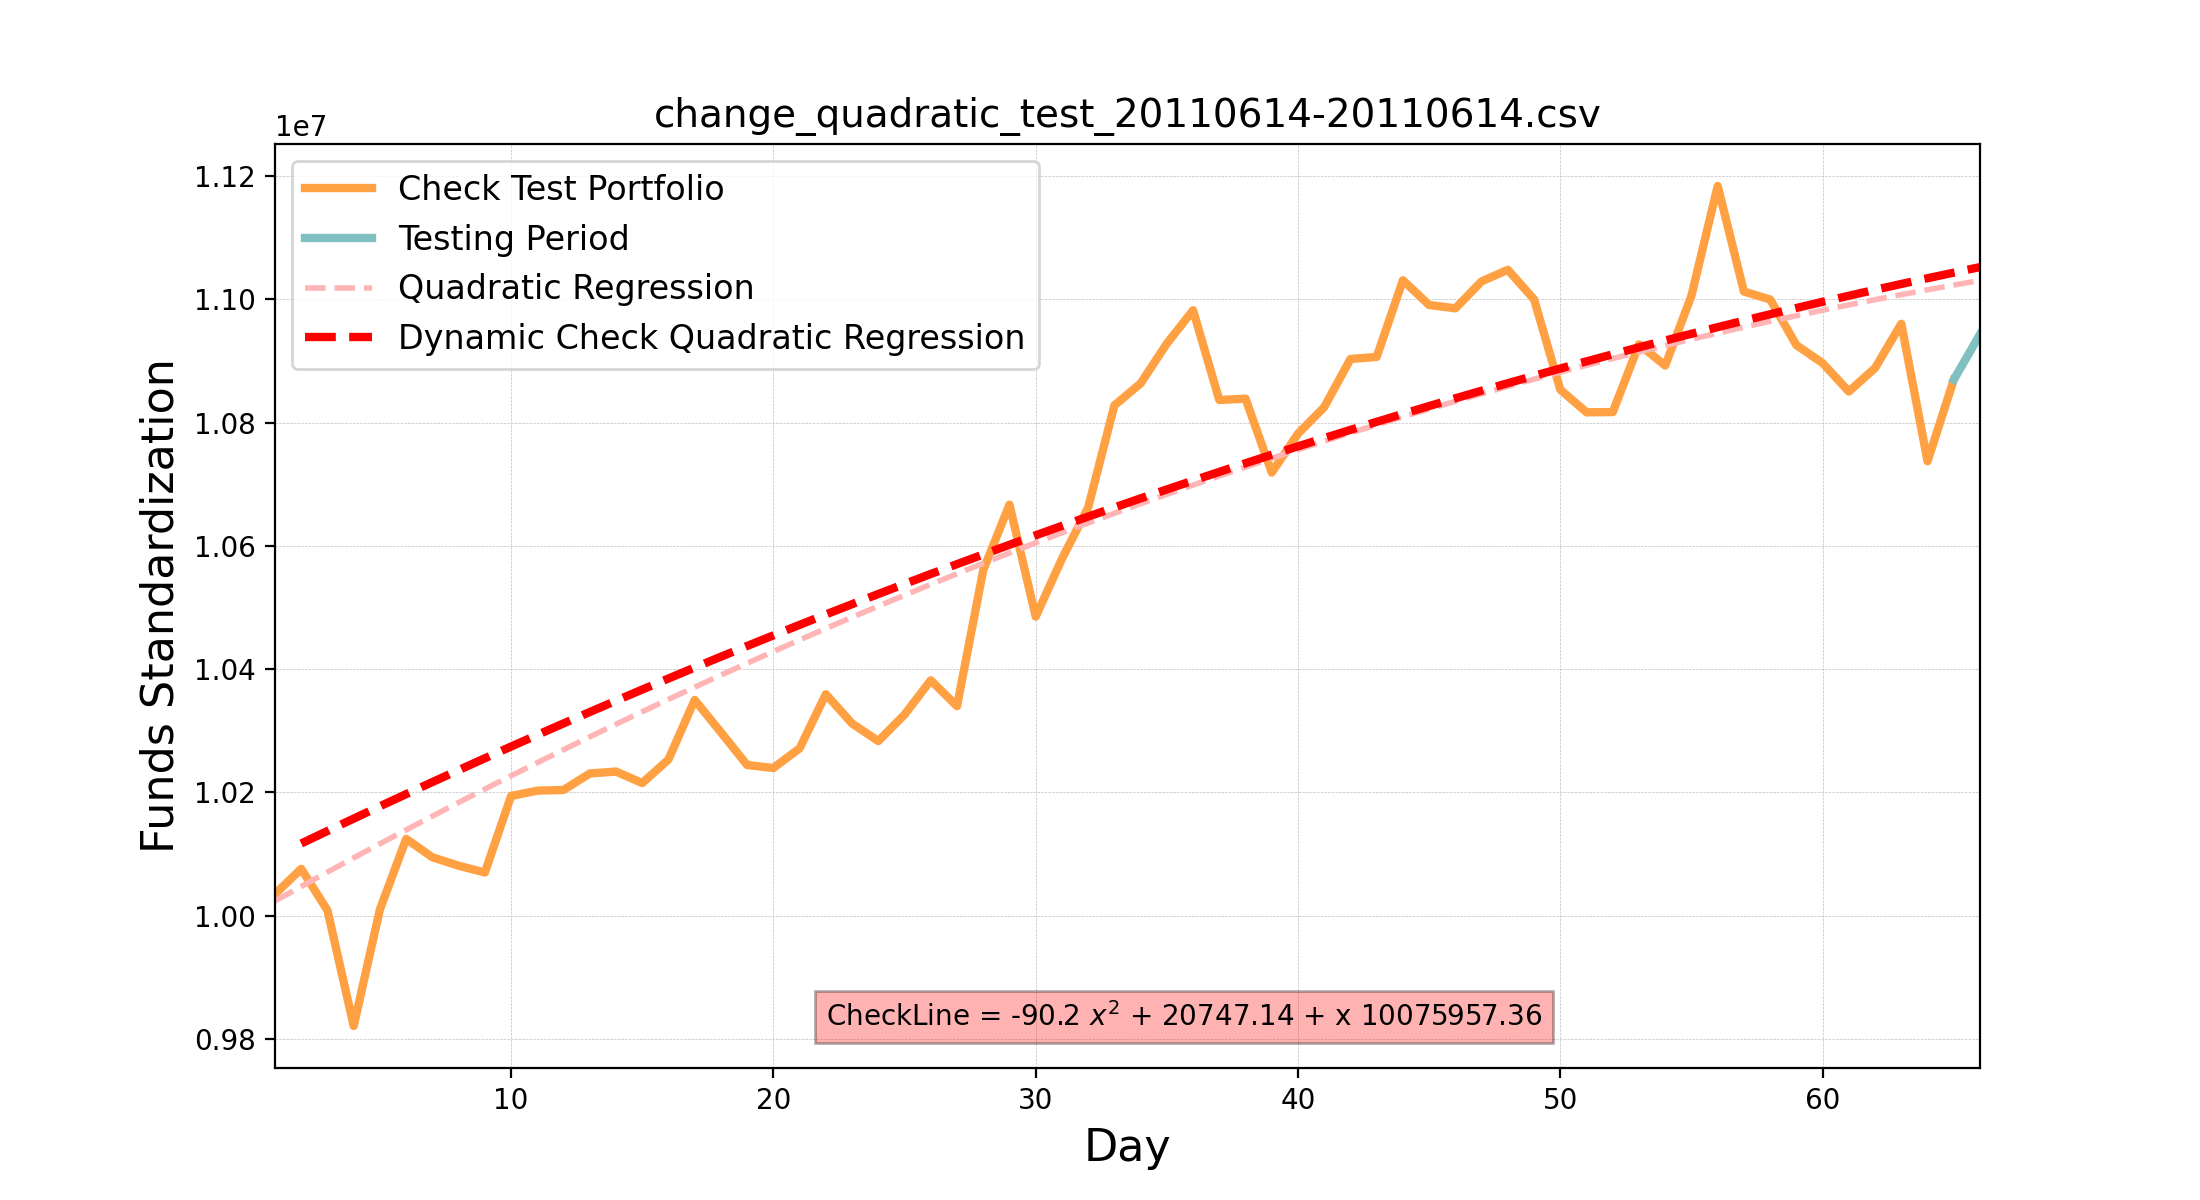 change_quadratic_test_20110614-20110614.csv
1e7
Check Test Portfolio
Testing Period
Quadratic Regression
Dynamic Check Quadratic Regression
1.12
1.10
1.08
1.06
1.04
1.02
1.00
0.98
Funds Standardization
CheckLine = -90.2 x² + 20747.14 + x 10075957.36
10 20 30 40 50 60
Day